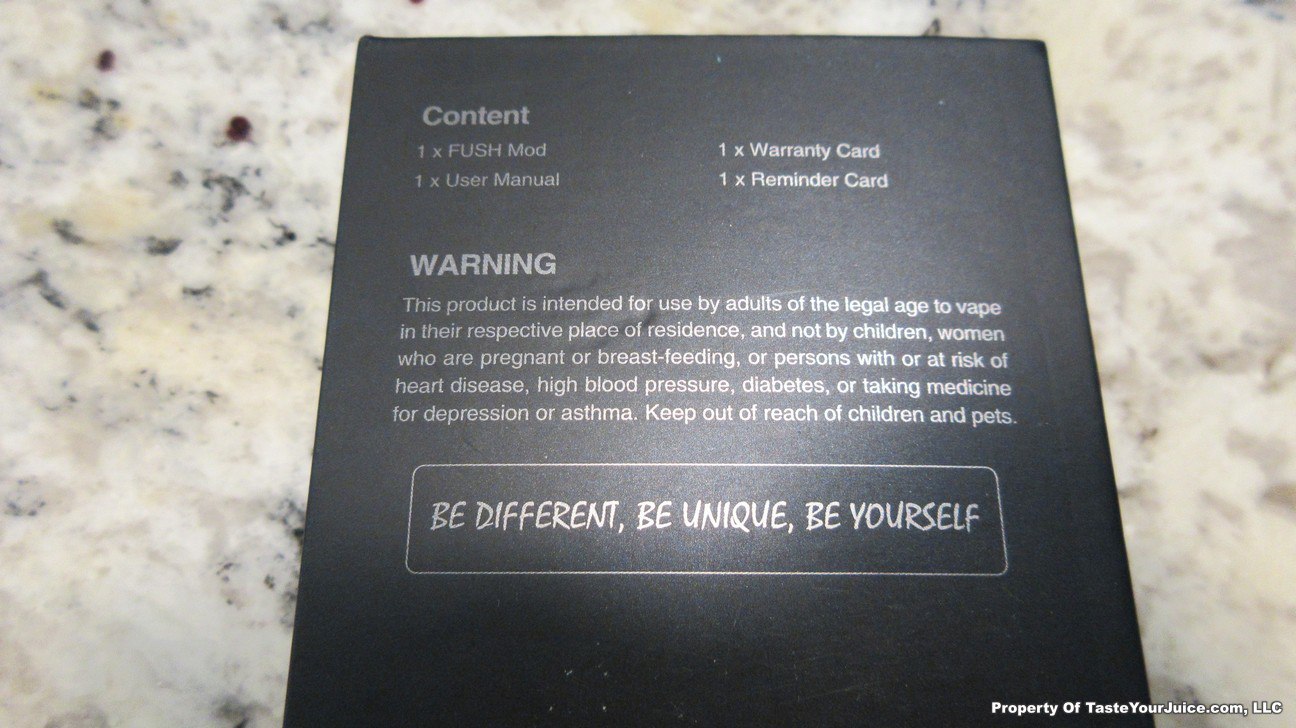 Content
1 x FUSH Mod
1 x User Manual
1 x Warranty Card
1 x Reminder Card
WARNING
This product is intended for use by adults of the legal age to vape
in their respective place of residence, and not by children, women
who are pregnant or breast-feeding, or persons with or at risk of
heart disease, high blood pressure, diabetes, or taking medicine
for depression or asthma. Keep out of reach of children and pets.
BE DIFFERENT, BE UNIQUE, BE YOURSELF
Property Of TasteYourJuice.com, LLC